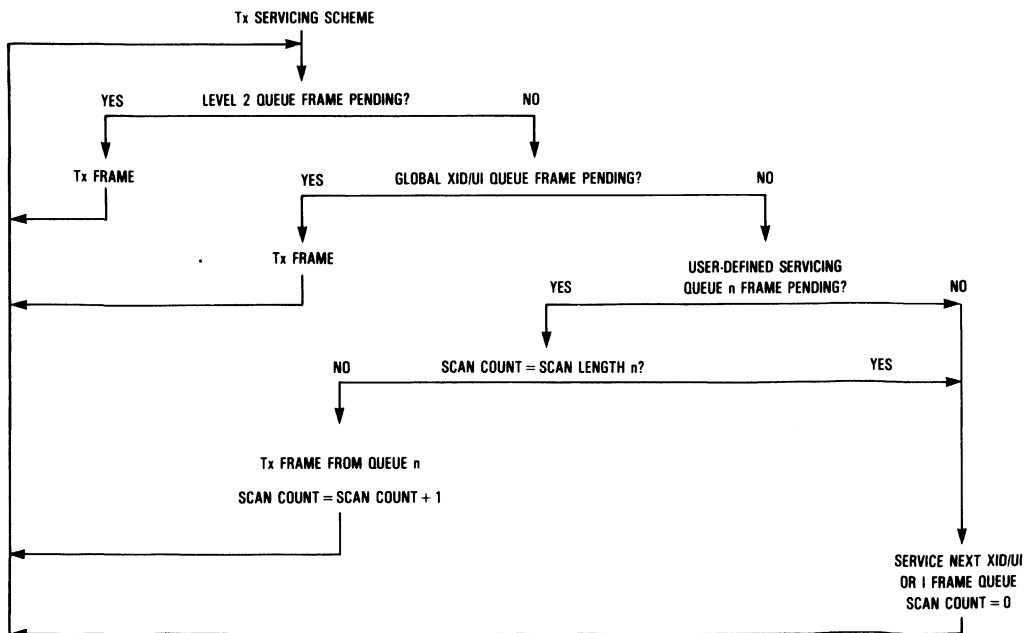 Tx SERVICING SCHEME
YES
LEVEL 2 QUEUE FRAME PENDING?
NO
Tx FRAME
YES
GLOBAL XID/UI QUEUE FRAME PENDING?
NO
Tx FRAME
USER-DEFINED SERVICING
YES
QUEUE n FRAME PENDING?
NO
NO
SCAN COUNT = SCAN LENGTH n?
YES
Tx FRAME FROM QUEUE n
SCAN COUNT = SCAN COUNT + 1
SERVICE NEXT XID/UI
OR I FRAME QUEUE
SCAN COUNT = 0